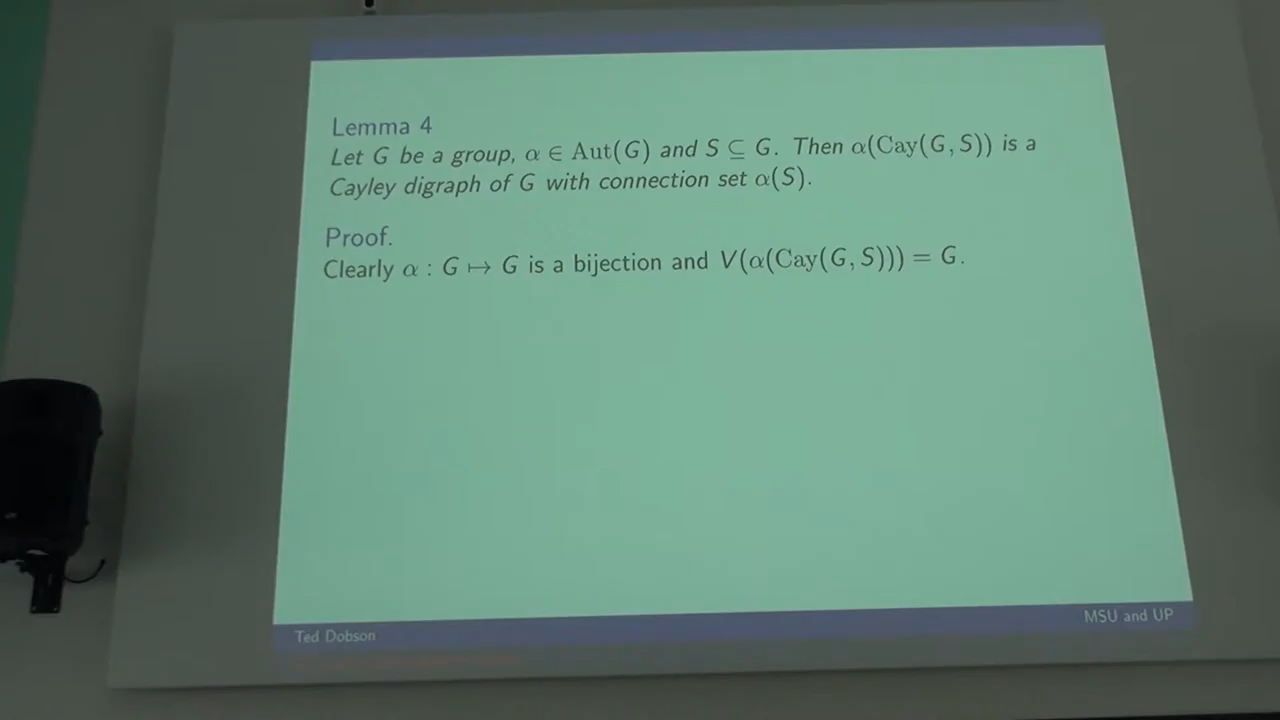 Lemma 4
Let G be a group, α ∈ Aut(G) and S ⊆ G. Then α(Cay(G, S)) is a
Cayley digraph of G with connection set α(S).
Proof.
Clearly α : G ↦ G is a bijection and V(α(Cay(G, S))) = G.
Ted Dobson
MSU and UP